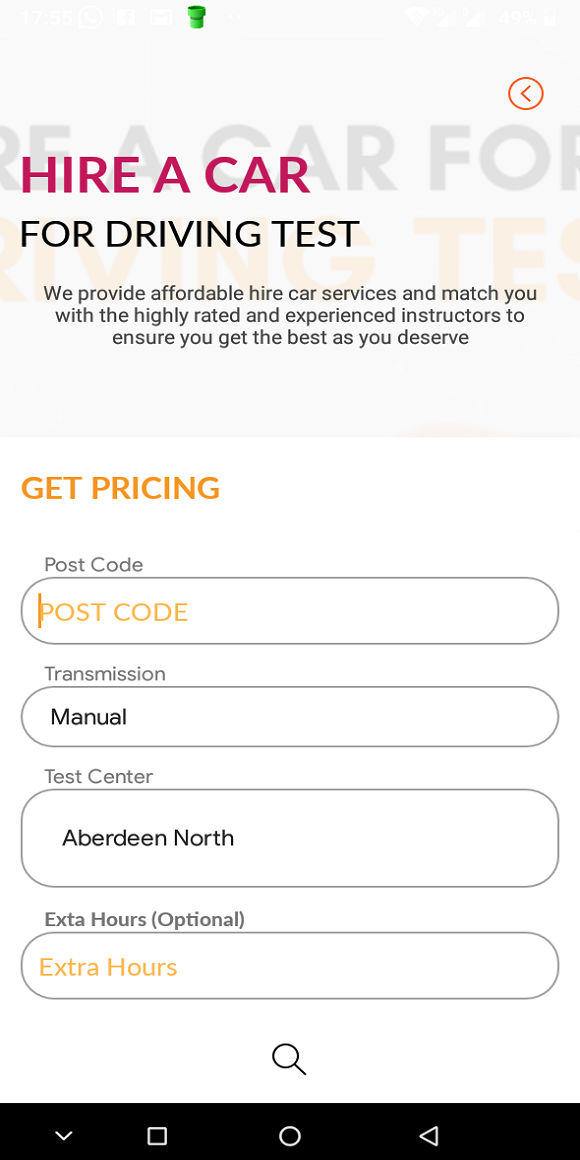 17:55
49%
RE A CAR FOR
HIRE A CAR
RIVING TES
FOR DRIVING TEST
We provide affordable hire car services and match you
with the highly rated and experienced instructors to
ensure you get the best as you deserve
GET PRICING
Post Code
POST CODE
Transmission
Manual
Test Center
Aberdeen North
Exta Hours (Optional)
Extra Hours